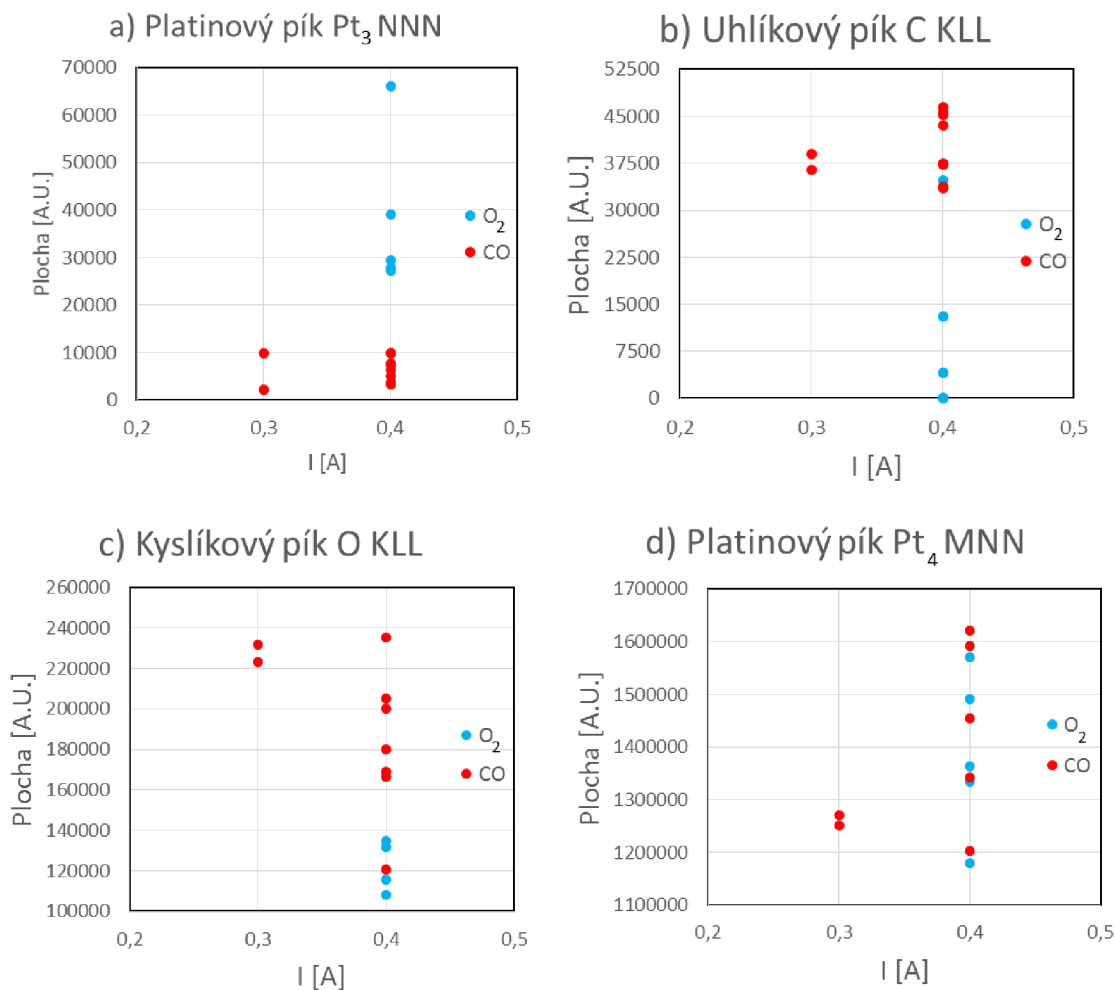 a) Platinový pík Pt₃ NNN
70000
60000
50000
40000
30000
20000
10000
0
0,2 0,3 0,4 0,5
Plocha [A.U.]
I [A]
O₂
CO
b) Uhlíkový pík C KLL
52500
45000
37500
30000
22500
15000
7500
0
0,2 0,3 0,4 0,5
Plocha [A.U.]
I [A]
O₂
CO
c) Kyslíkový pík O KLL
260000
240000
220000
200000
180000
160000
140000
120000
100000
0,2 0,3 0,4 0,5
Plocha [A.U.]
I [A]
O₂
CO
d) Platinový pík Pt₄ MNN
1700000
1600000
1500000
1400000
1300000
1200000
1100000
0,2 0,3 0,4 0,5
Plocha [A.U.]
I [A]
O₂
CO